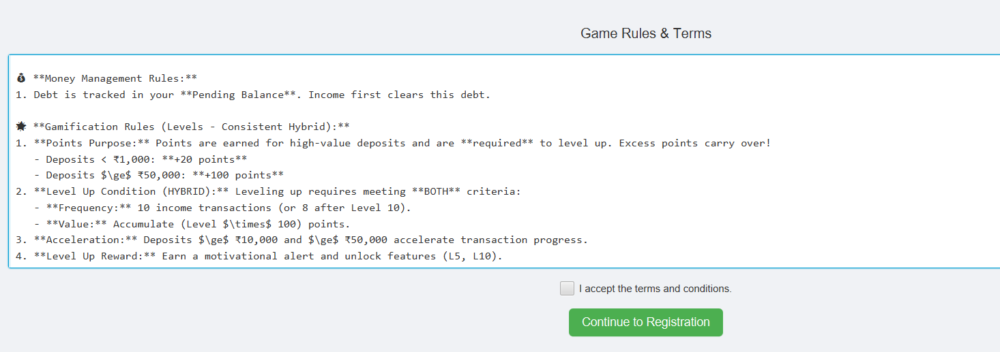 Game Rules & Terms
💰 **Money Management Rules:**
1. Debt is tracked in your **Pending Balance**. Income first clears this debt.
🌟 **Gamification Rules (Levels - Consistent Hybrid):**
1. **Points Purpose:** Points are earned for high-value deposits and are **required** to level up. Excess points carry over!
- Deposits < ₹1,000: **+20 points**
- Deposits $\ge$ ₹50,000: **+100 points**
2. **Level Up Condition (HYBRID):** Leveling up requires meeting **BOTH** criteria:
- **Frequency:** 10 income transactions (or 8 after Level 10).
- **Value:** Accumulate (Level $\times$ 100) points.
3. **Acceleration:** Deposits $\ge$ ₹10,000 and $\ge$ ₹50,000 accelerate transaction progress.
4. **Level Up Reward:** Earn a motivational alert and unlock features (L5, L10).
I accept the terms and conditions.
Continue to Registration